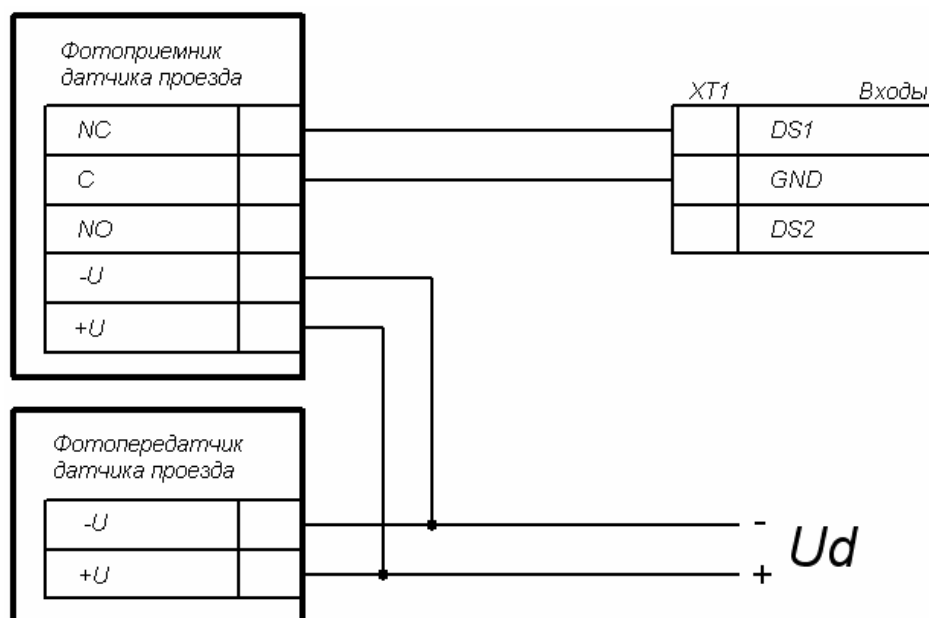 Фотоприемник
датчика проезда
NC
C
NO
-U
+U
XT1 Входы
DS1
GND
DS2
Фотопередатчик
датчика проезда
-U
+U
-
+
Ud